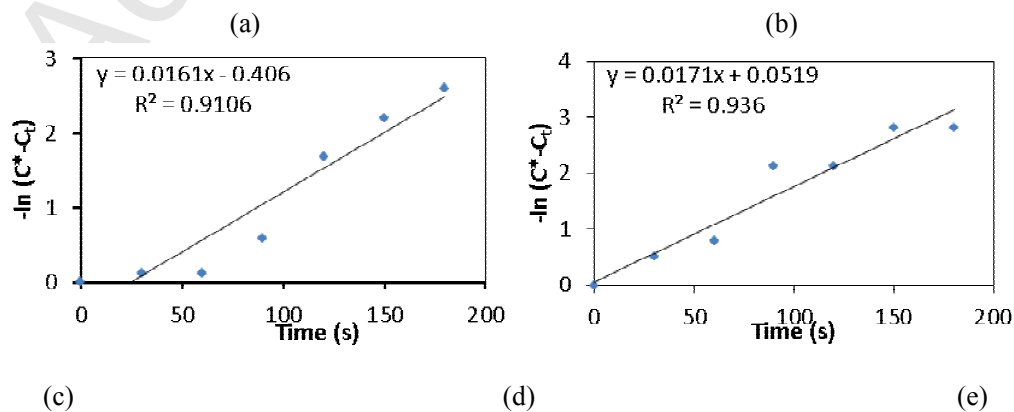 (a) (b)
y = 0.0161x - 0.406
R² = 0.9106
-ln (C*-Cₜ)
3
2
1
0
0 50 100 150 200
Time (s)
y = 0.0171x + 0.0519
R² = 0.936
-ln (C*-Cₜ)
4
3
2
1
0
0 50 100 150 200
Time (s)
(c) (d) (e)